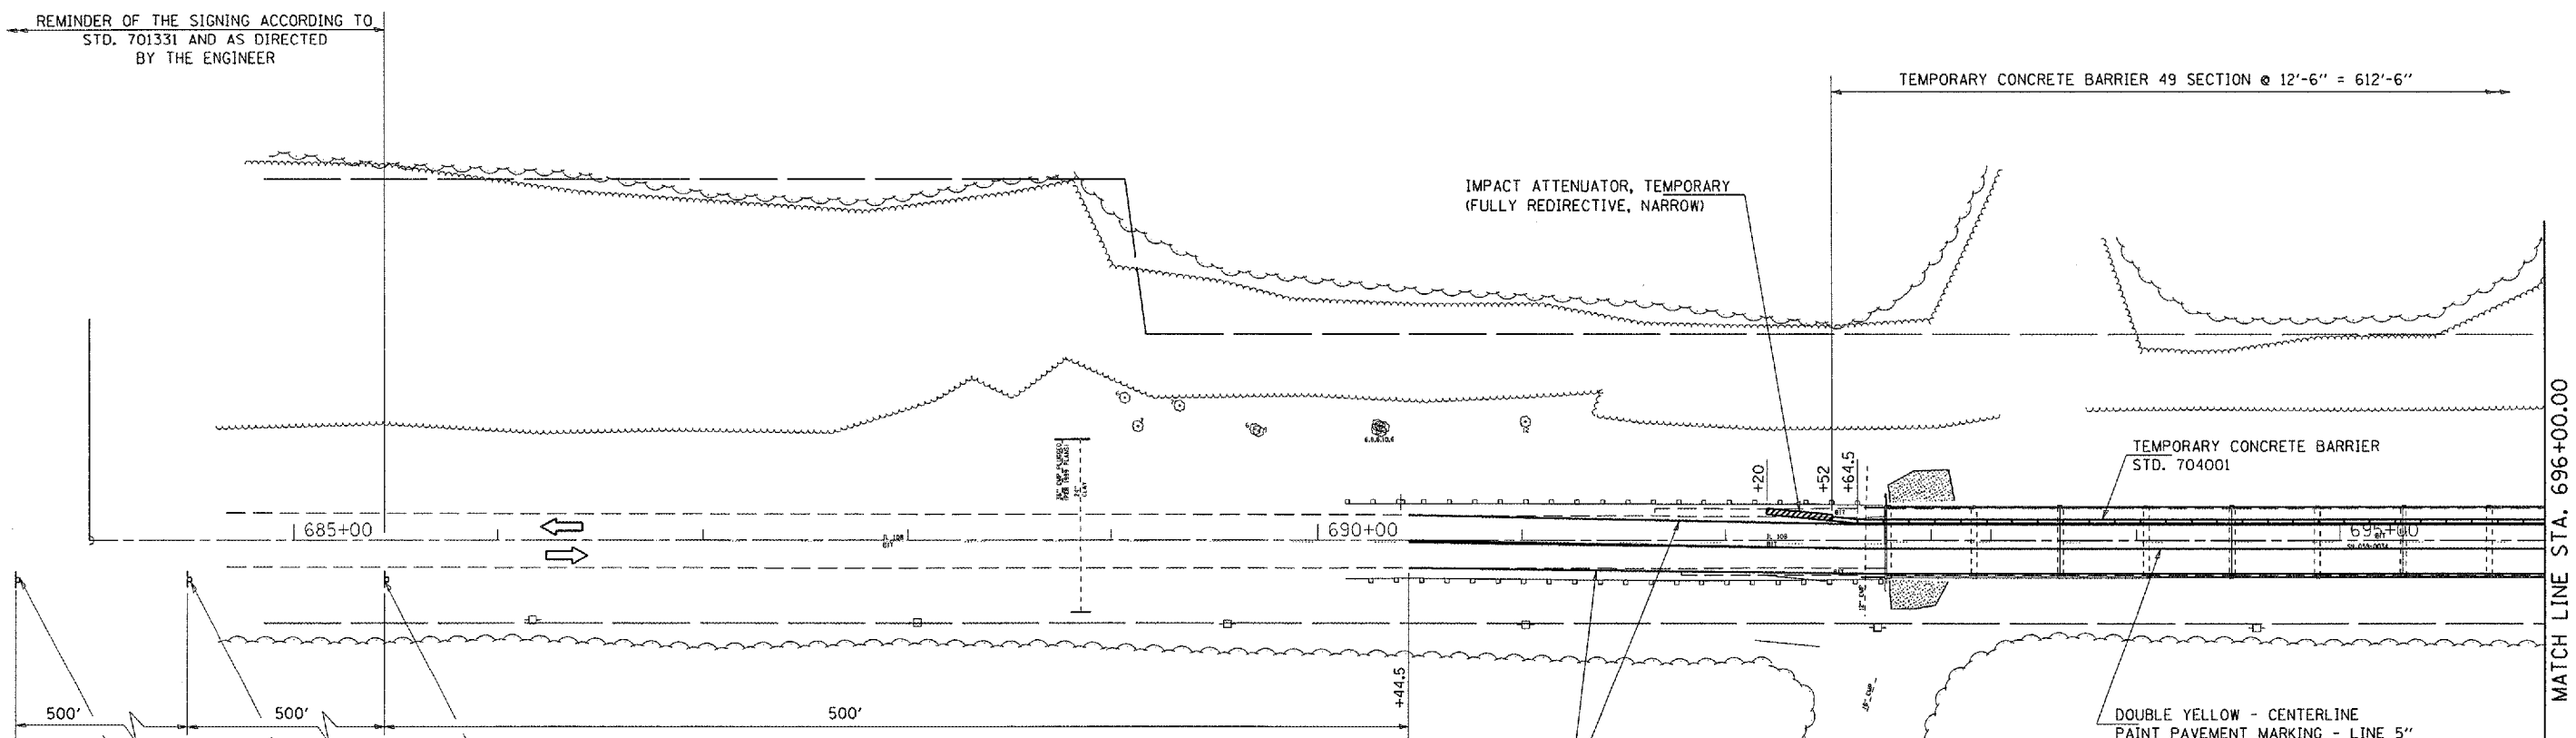 REMINDER OF THE SIGNING ACCORDING TO
STD. 701331 AND AS DIRECTED
BY THE ENGINEER
TEMPORARY CONCRETE BARRIER 49 SECTION @ 12'-6" = 612'-6"
IMPACT ATTENUATOR, TEMPORARY
(FULLY REDIRECTIVE, NARROW)
TEMPORARY CONCRETE BARRIER
STD. 704001
+20
+52
+64.5
685+00
690+00
695+00
MATCH LINE STA. 696+00.00
+44.5
500'
500'
500'
DOUBLE YELLOW - CENTERLINE
PAINT PAVEMENT MARKING - LINE 5"